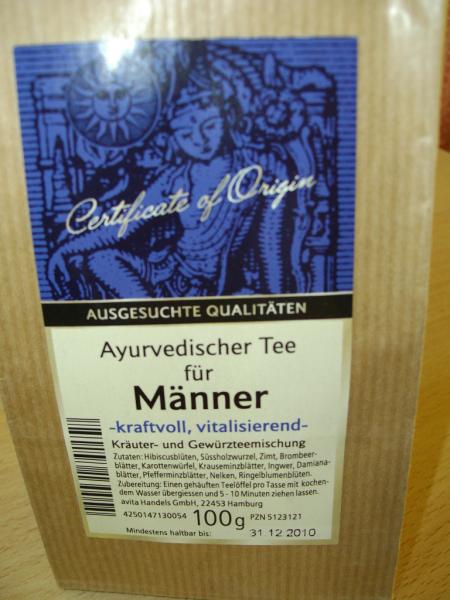 Certificate of Origin
AUSGESUCHTE QUALITÄTEN
Ayurvedischer Tee
für
Männer
-kraftvoll, vitalisierend-
Kräuter- und Gewürzteemischung
Zutaten: Hibiscusblüten, Süssholzwurzel, Zimt, Brombeer-
blätter, Karottenwürfel, Krauseminzblätter, Ingwer, Damiana-
blätter, Pfefferminzblätter, Nelken, Ringelblumenblüten.
Zubereitung: Einen gehäuften Teelöffel pro Tasse mit kochen-
dem Wasser übergiessen und 5 - 10 Minuten ziehen lassen.
avita Handels GmbH, 22453 Hamburg
4250147130054 100g PZN 5123121
Mindestens haltbar bis: 31.12.2010